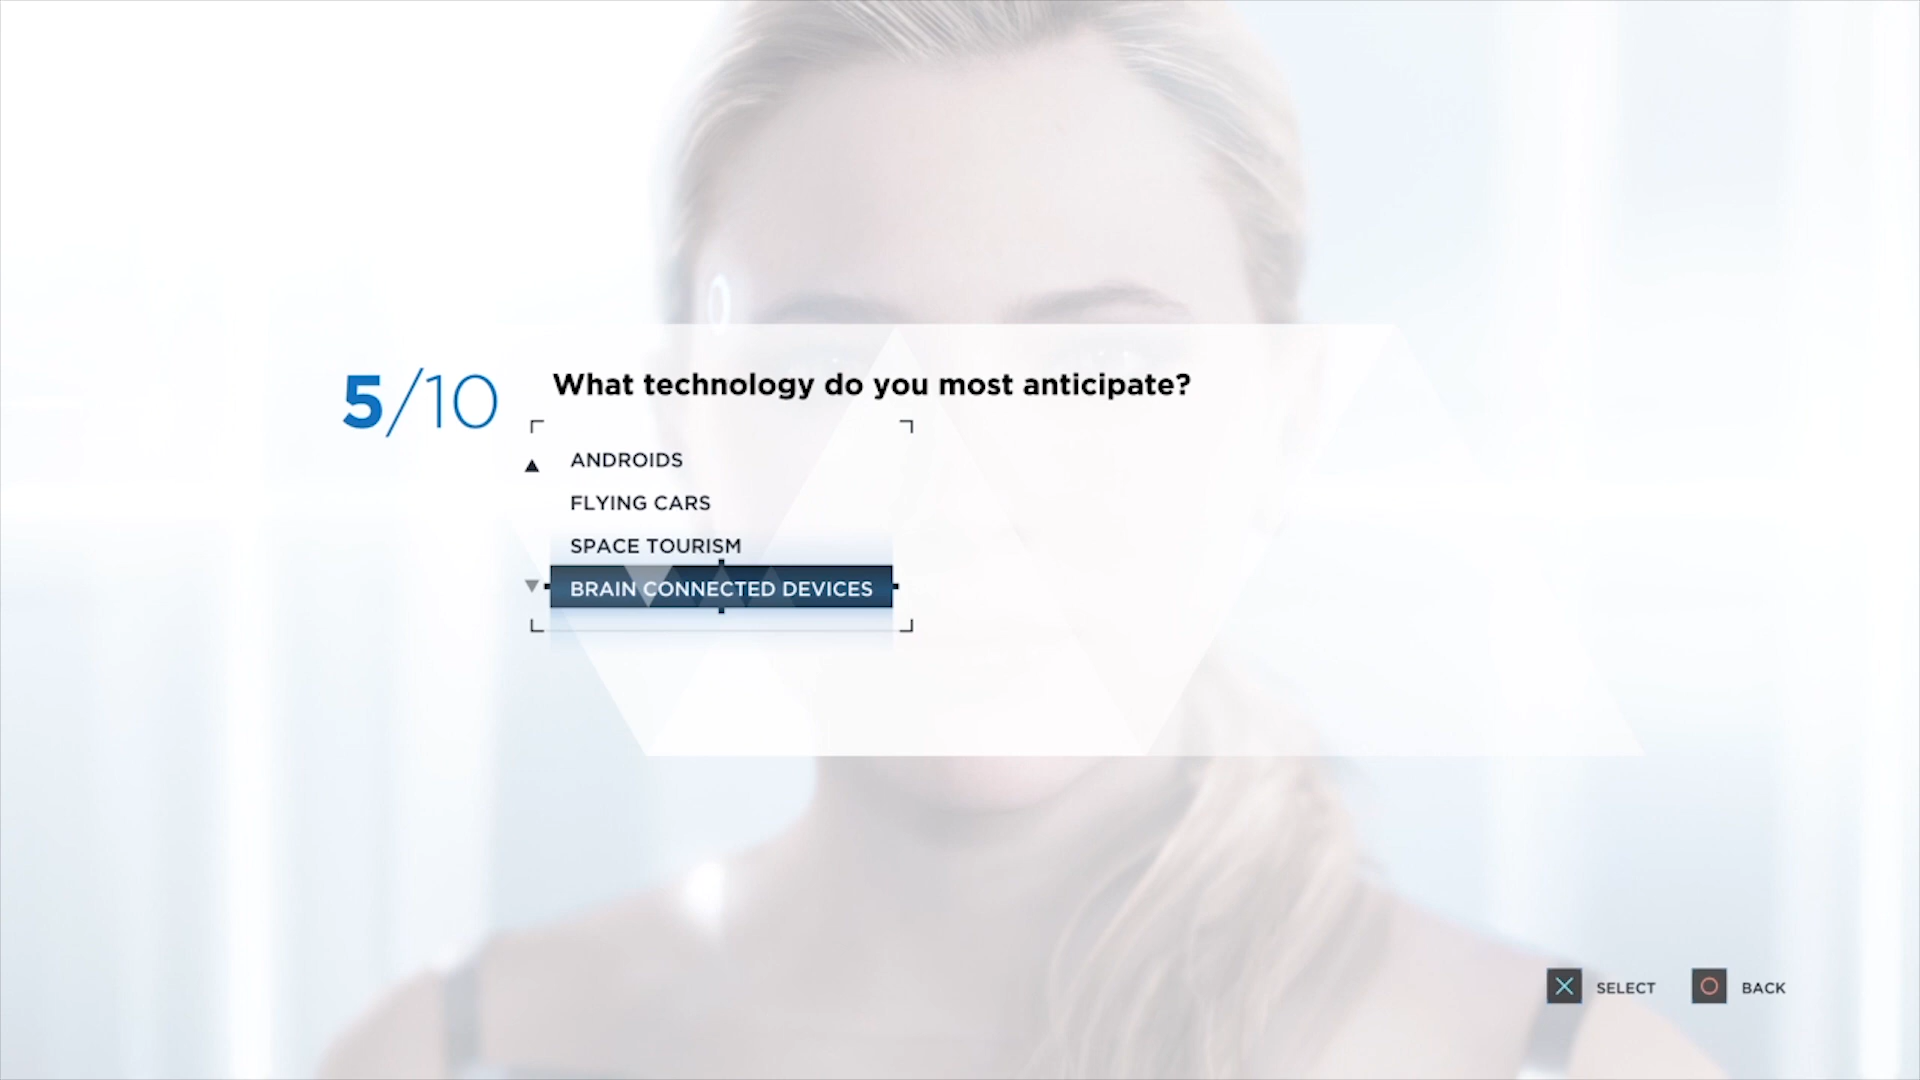 5/10
What technology do you most anticipate?
ANDROIDS
FLYING CARS
SPACE TOURISM
BRAIN CONNECTED DEVICES
SELECT BACK